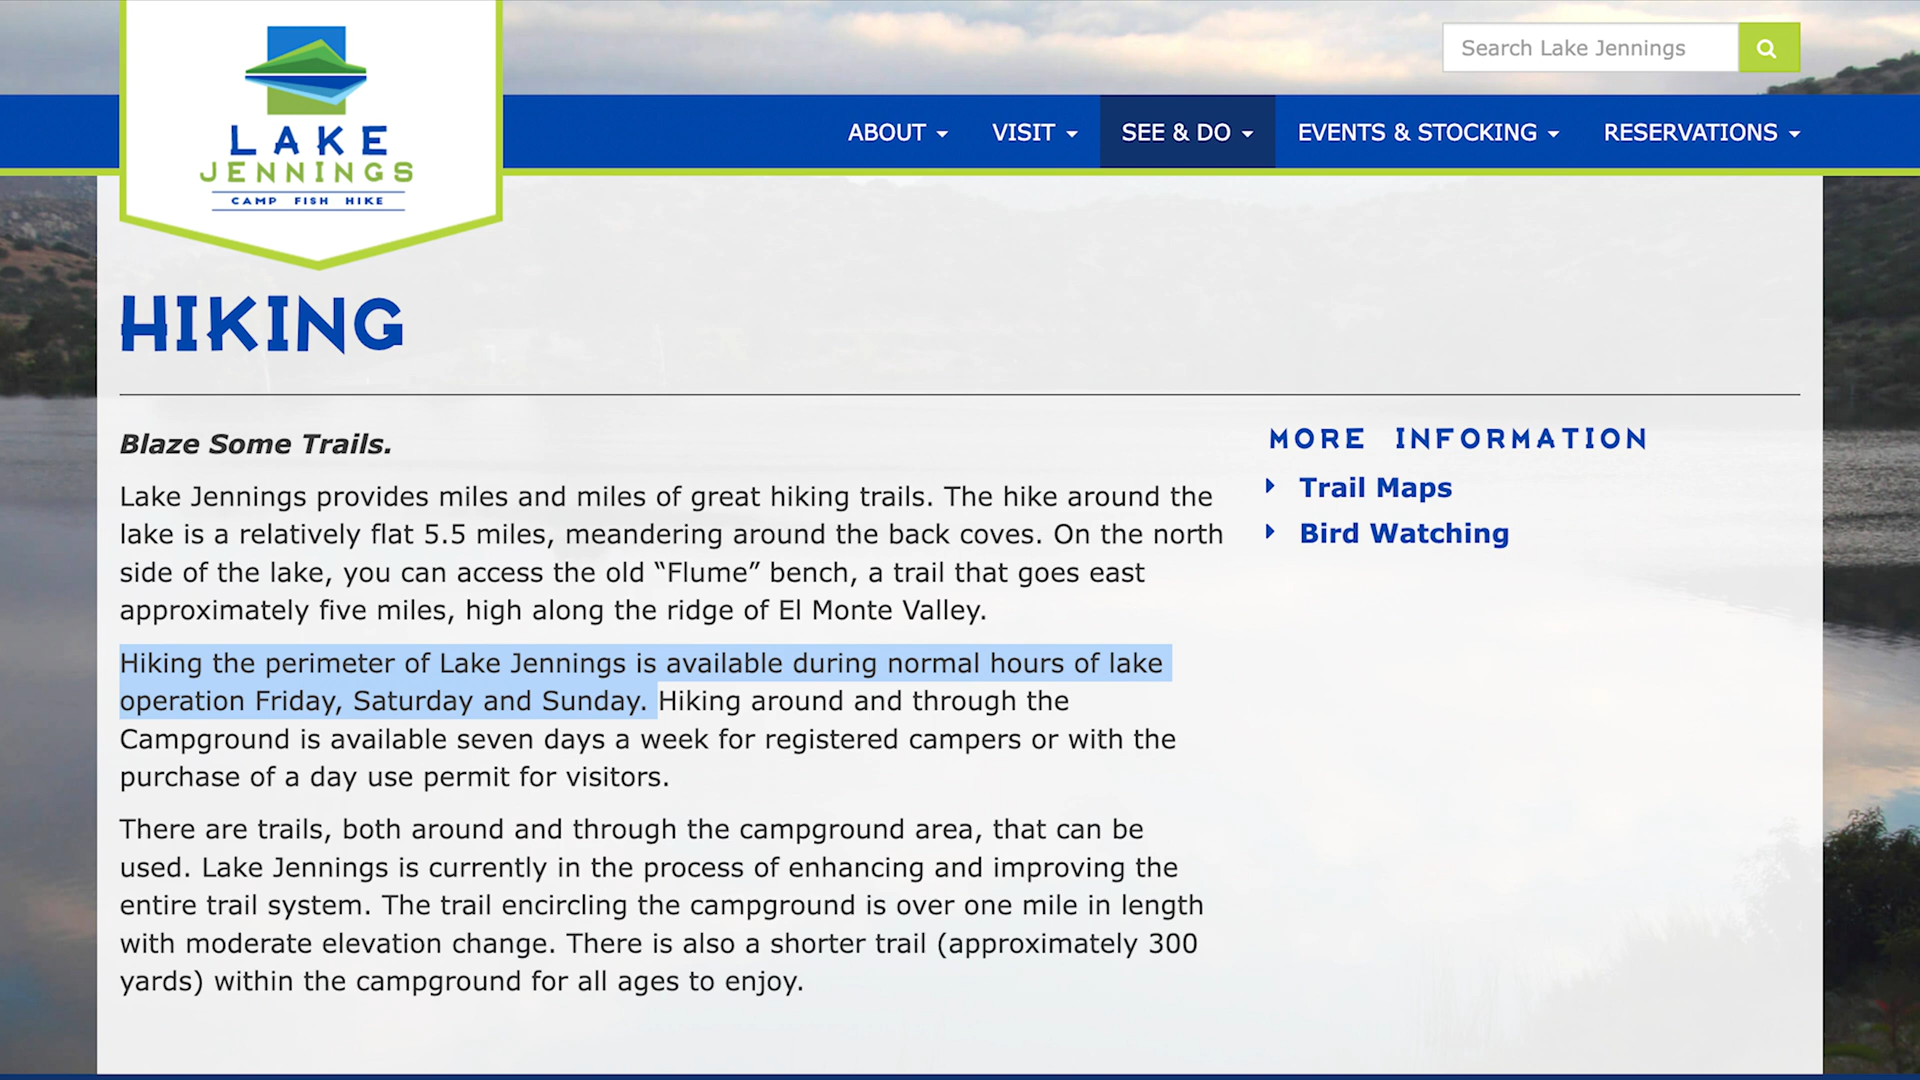 Search Lake Jennings
ABOUT
VISIT
SEE & DO
EVENTS & STOCKING
RESERVATIONS
LAKE
JENNINGS
CAMP FISH HIKE
HIKING
Blaze Some Trails.
Lake Jennings provides miles and miles of great hiking trails. The hike around the
lake is a relatively flat 5.5 miles, meandering around the back coves. On the north
side of the lake, you can access the old “Flume” bench, a trail that goes east
approximately five miles, high along the ridge of El Monte Valley.
Hiking the perimeter of Lake Jennings is available during normal hours of lake
operation Friday, Saturday and Sunday. Hiking around and through the
Campground is available seven days a week for registered campers or with the
purchase of a day use permit for visitors.
There are trails, both around and through the campground area, that can be
used. Lake Jennings is currently in the process of enhancing and improving the
entire trail system. The trail encircling the campground is over one mile in length
with moderate elevation change. There is also a shorter trail (approximately 300
yards) within the campground for all ages to enjoy.
MORE INFORMATION
Trail Maps
Bird Watching